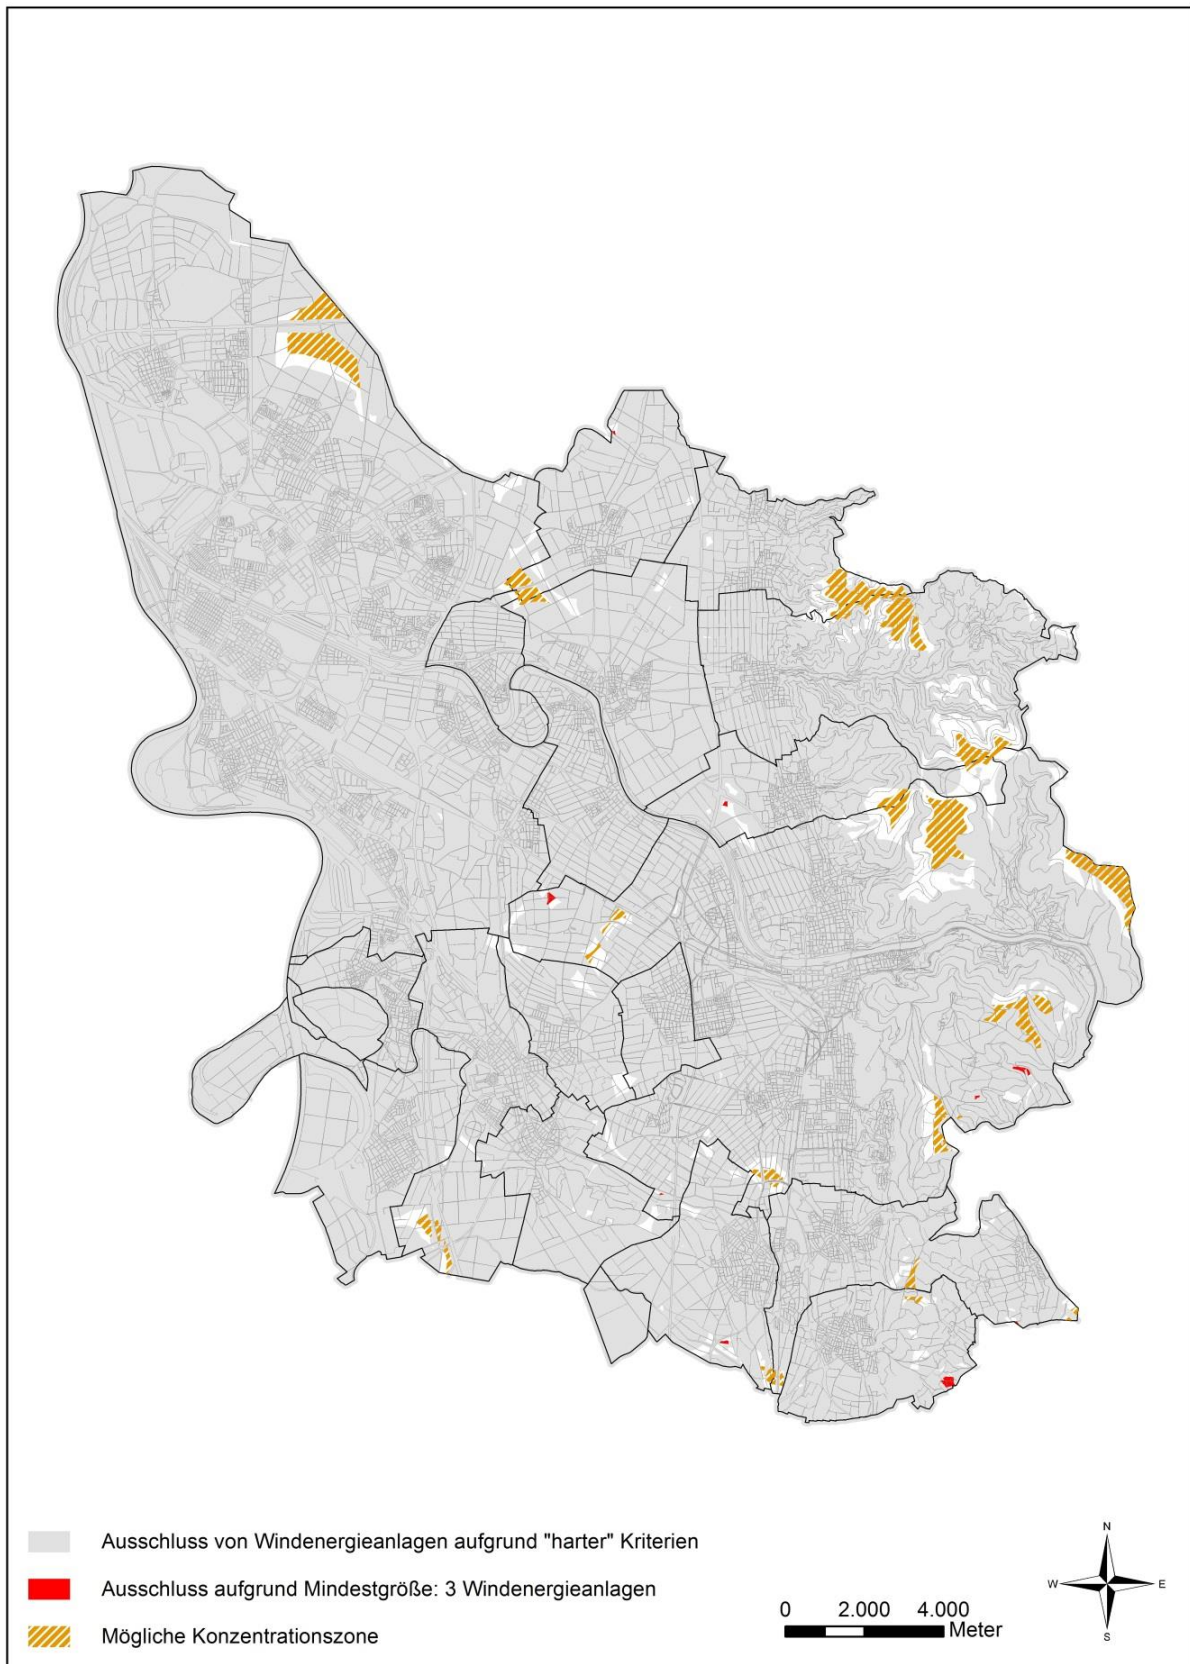 Ausschluss von Windenergieanlagen aufgrund "harter" Kriterien
Ausschluss aufgrund Mindestgröße: 3 Windenergieanlagen
Mögliche Konzentrationszone
0 2.000 4.000
Meter
N
W E
S